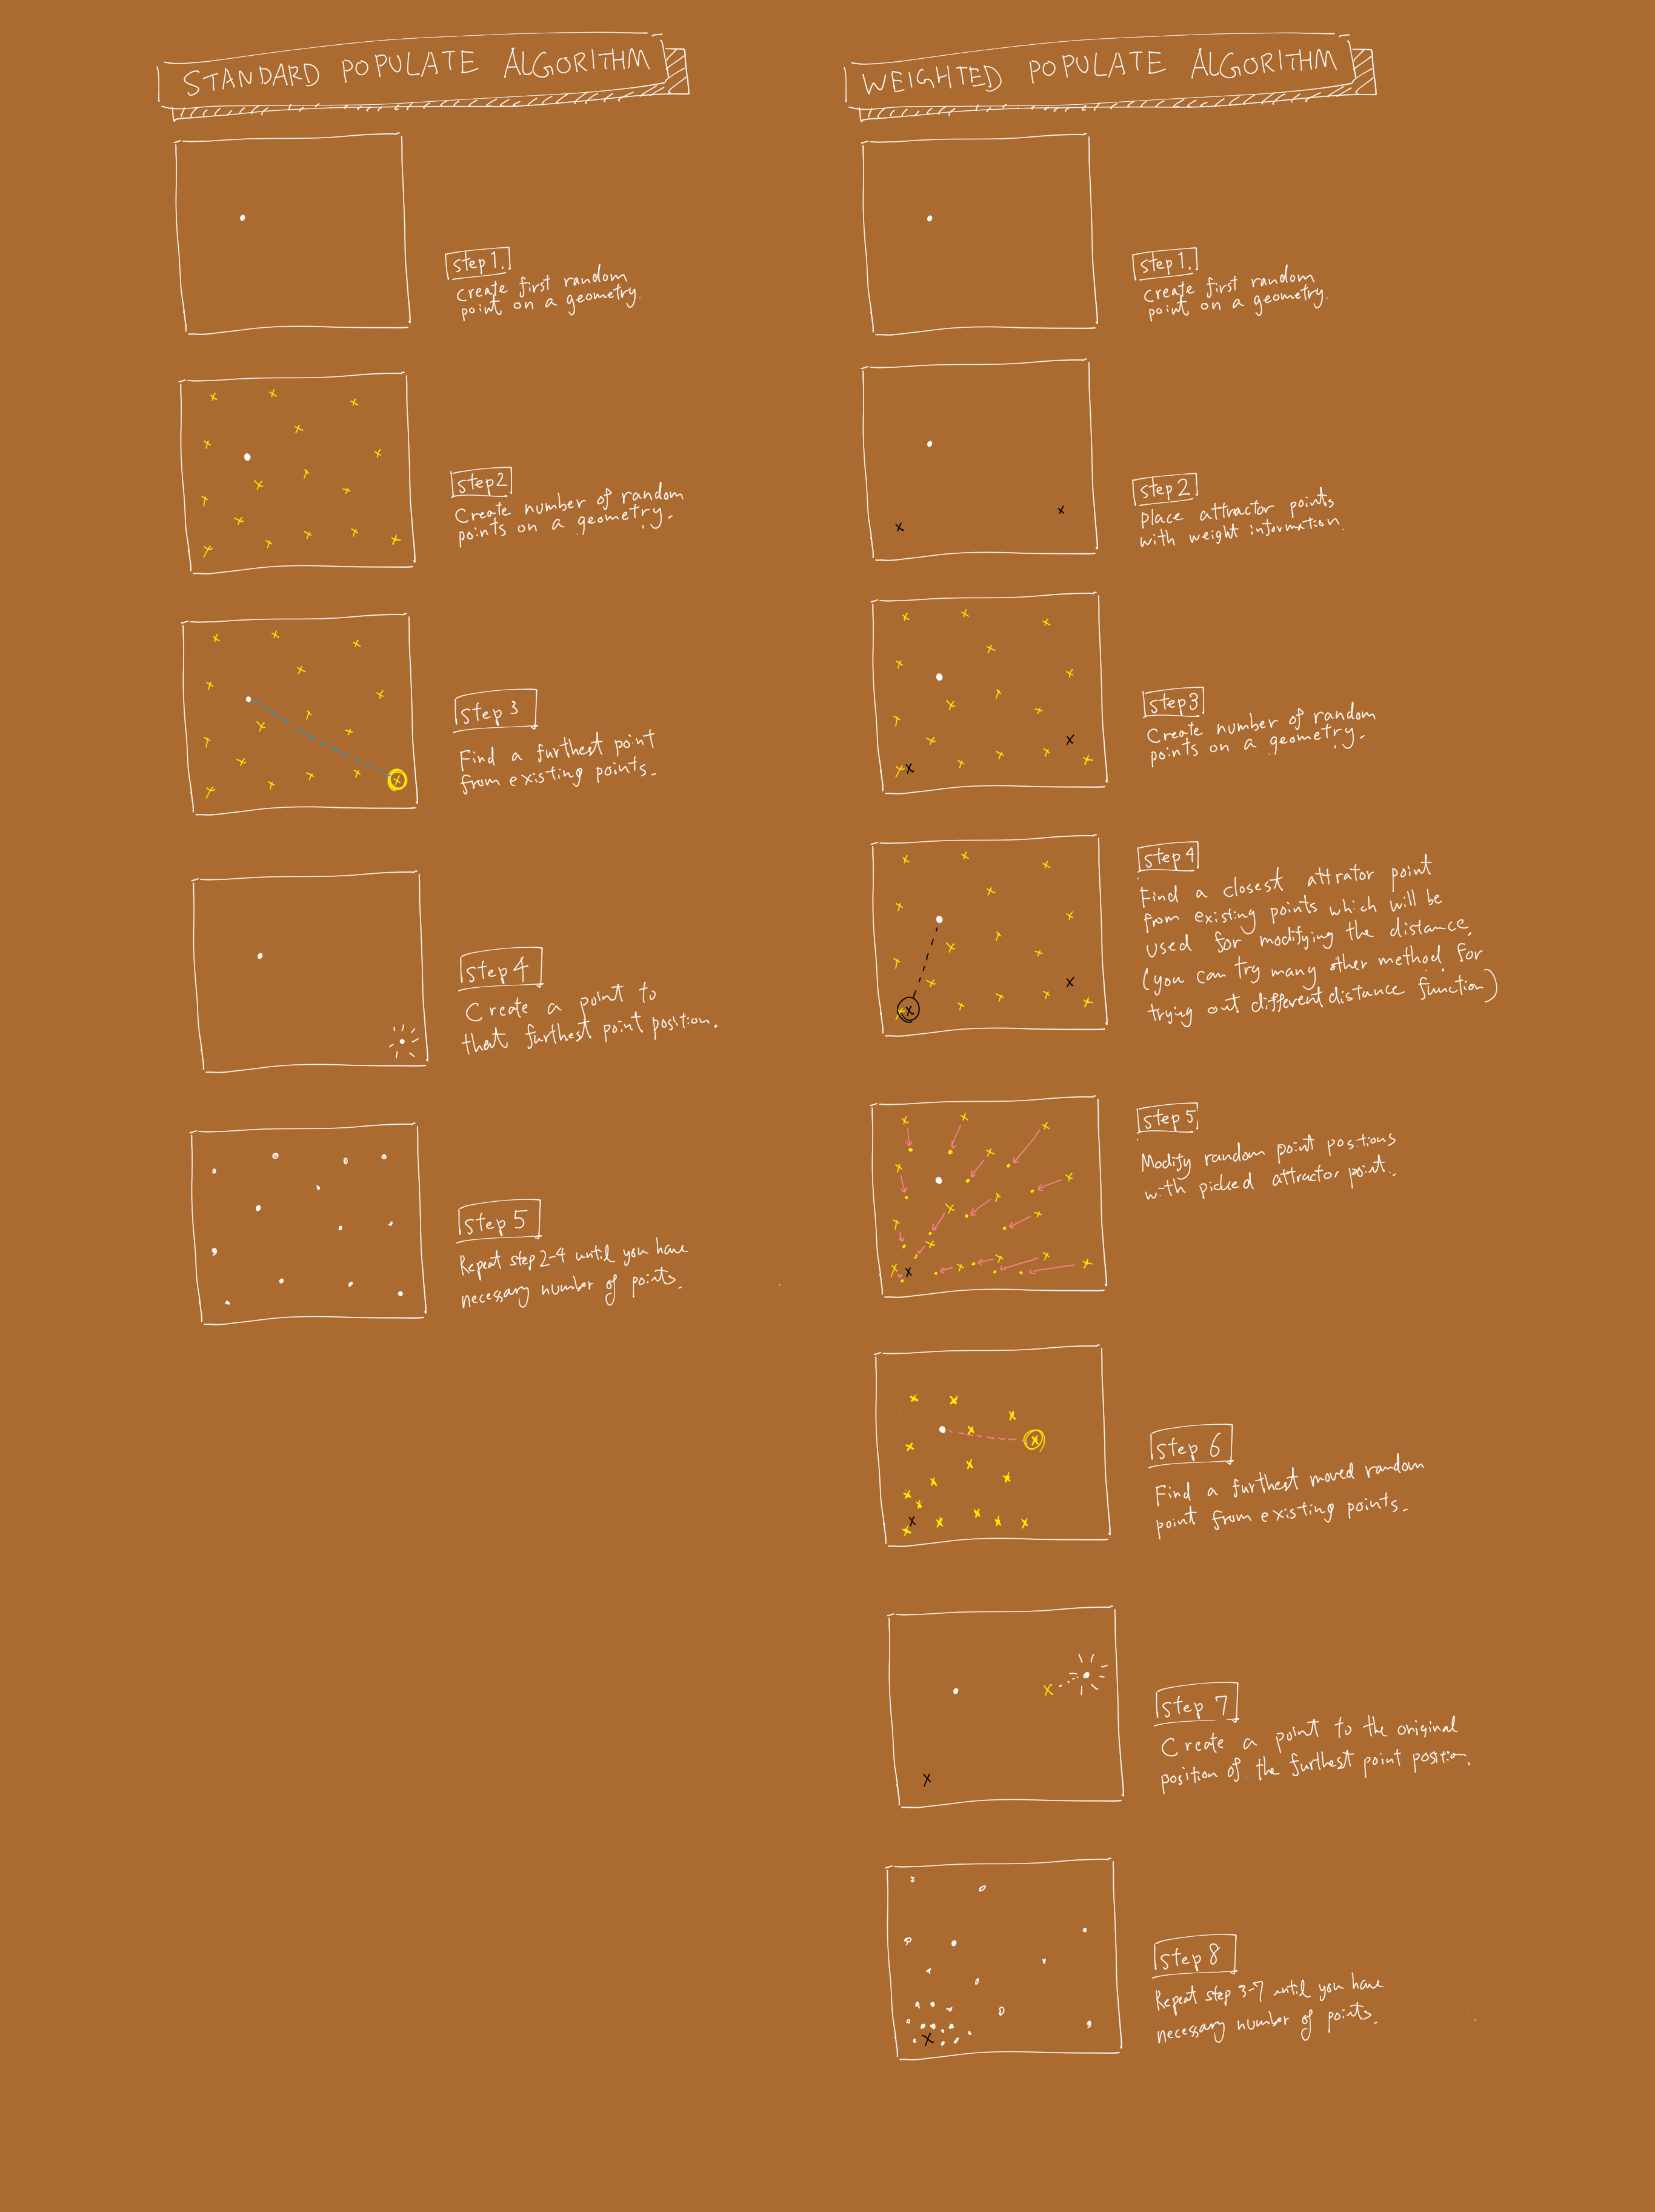 STANDARD POPULATE ALGORITHM
step 1.
Create first random
point on a geometry.
step2
Create number of random
points on a geometry.
step 3
Find a furthest point
from existing points.
step 4
Create a point to
that furthest point position.
step 5
Repeat step 2-4 until you have
necessary number of points.
WEIGHTED POPULATE ALGORITHM
step 1.
Create first random
point on a geometry.
step 2
Place attractor points
with weight information.
step 3
Create number of random
points on a geometry.
step 4
Find a closest attrator point
from existing points which will be
used for modifying the distance.
(you can try many other method for
trying out different distance function)
step 5
Modify random point positions
with picked attractor point.
step 6
Find a furthest moved random
point from existing points.
step 7
Create a point to the original
position of the furthest point position.
step 8
Repeat step 3-7 until you have
necessary number of points.